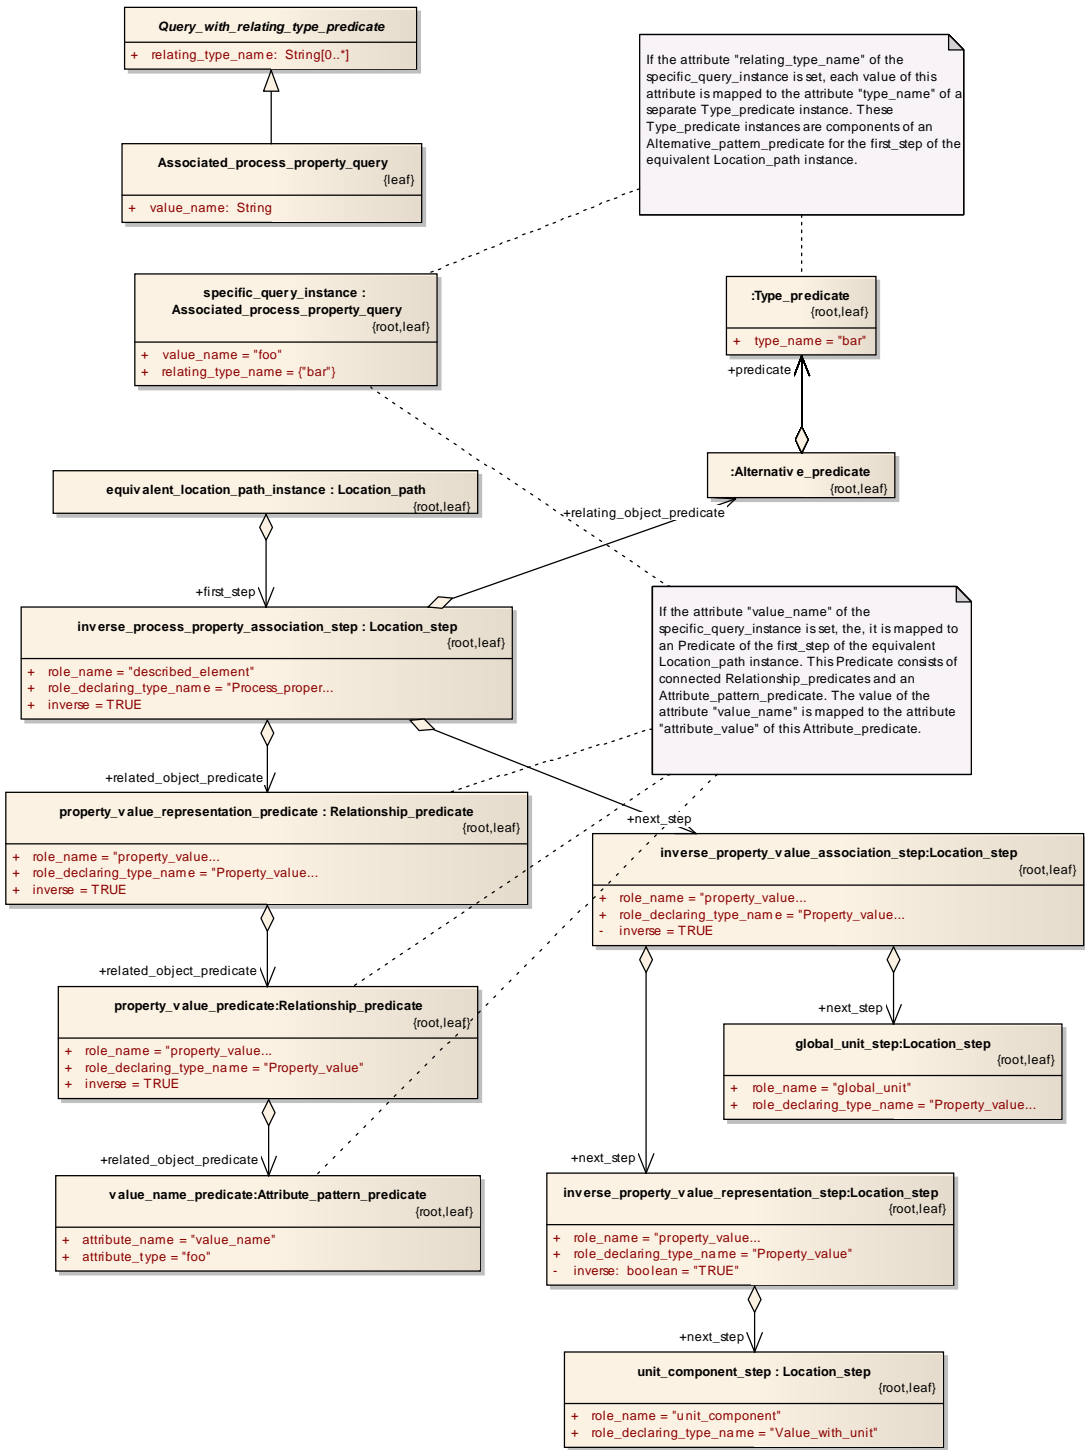 Query_with_relating_type_predicate
+ relating_type_name: String[0..*]
Associated_process_property_query
{leaf}
+ value_name: String
If the attribute "relating_type_name" of the
specific_query_instance is set, each value of this
attribute is mapped to the attribute "type_name" of a
separate Type_predicate instance. These
Type_predicate instances are components of an
Alternative_pattern_predicate for the first_step of the
equivalent Location_path instance.
specific_query_instance :
Associated_process_property_query
{root,leaf}
+ value_name = "foo"
+ relating_type_name = {"bar"}
:Type_predicate
{root,leaf}
+ type_name = "bar"
+predicate
:Alternative_predicate
{root,leaf}
equivalent_location_path_instance : Location_path
{root,leaf}
+relating_object_predicate
+first_step
inverse_process_property_association_step : Location_step
{root,leaf}
+ role_name = "described_element"
+ role_declaring_type_name = "Process_proper...
+ inverse = TRUE
If the attribute "value_name" of the
specific_query_instance is set, the, it is mapped to
an Predicate of the first_step of the equivalent
Location_path instance. This Predicate consists of
connected Relationship_predicates and an
Attribute_pattern_predicate. The value of the
attribute "value_name" is mapped to the attribute
"attribute_value" of this Attribute_predicate.
+related_object_predicate
property_value_representation_predicate : Relationship_predicate
{root,leaf}
+ role_name = "property_value...
+ role_declaring_type_name = "Property_value...
+ inverse = TRUE
+next_step
inverse_property_value_association_step:Location_step
{root,leaf}
+ role_name = "property_value...
+ role_declaring_type_name = "Property_value...
- inverse = TRUE
+related_object_predicate
property_value_predicate:Relationship_predicate
{root,leaf}
+ role_name = "property_value...
+ role_declaring_type_name = "Property_value"
+ inverse = TRUE
+next_step
global_unit_step:Location_step
{root,leaf}
+ role_name = "global_unit"
+ role_declaring_type_name = "Property_value...
+related_object_predicate
value_name_predicate:Attribute_pattern_predicate
{root,leaf}
+ attribute_name = "value_name"
+ attribute_type = "foo"
+next_step
inverse_property_value_representation_step:Location_step
{root,leaf}
+ role_name = "property_value...
+ role_declaring_type_name = "Property_value"
- inverse: boolean = "TRUE"
+next_step
unit_component_step : Location_step
{root,leaf}
+ role_name = "unit_component"
+ role_declaring_type_name = "Value_with_unit"